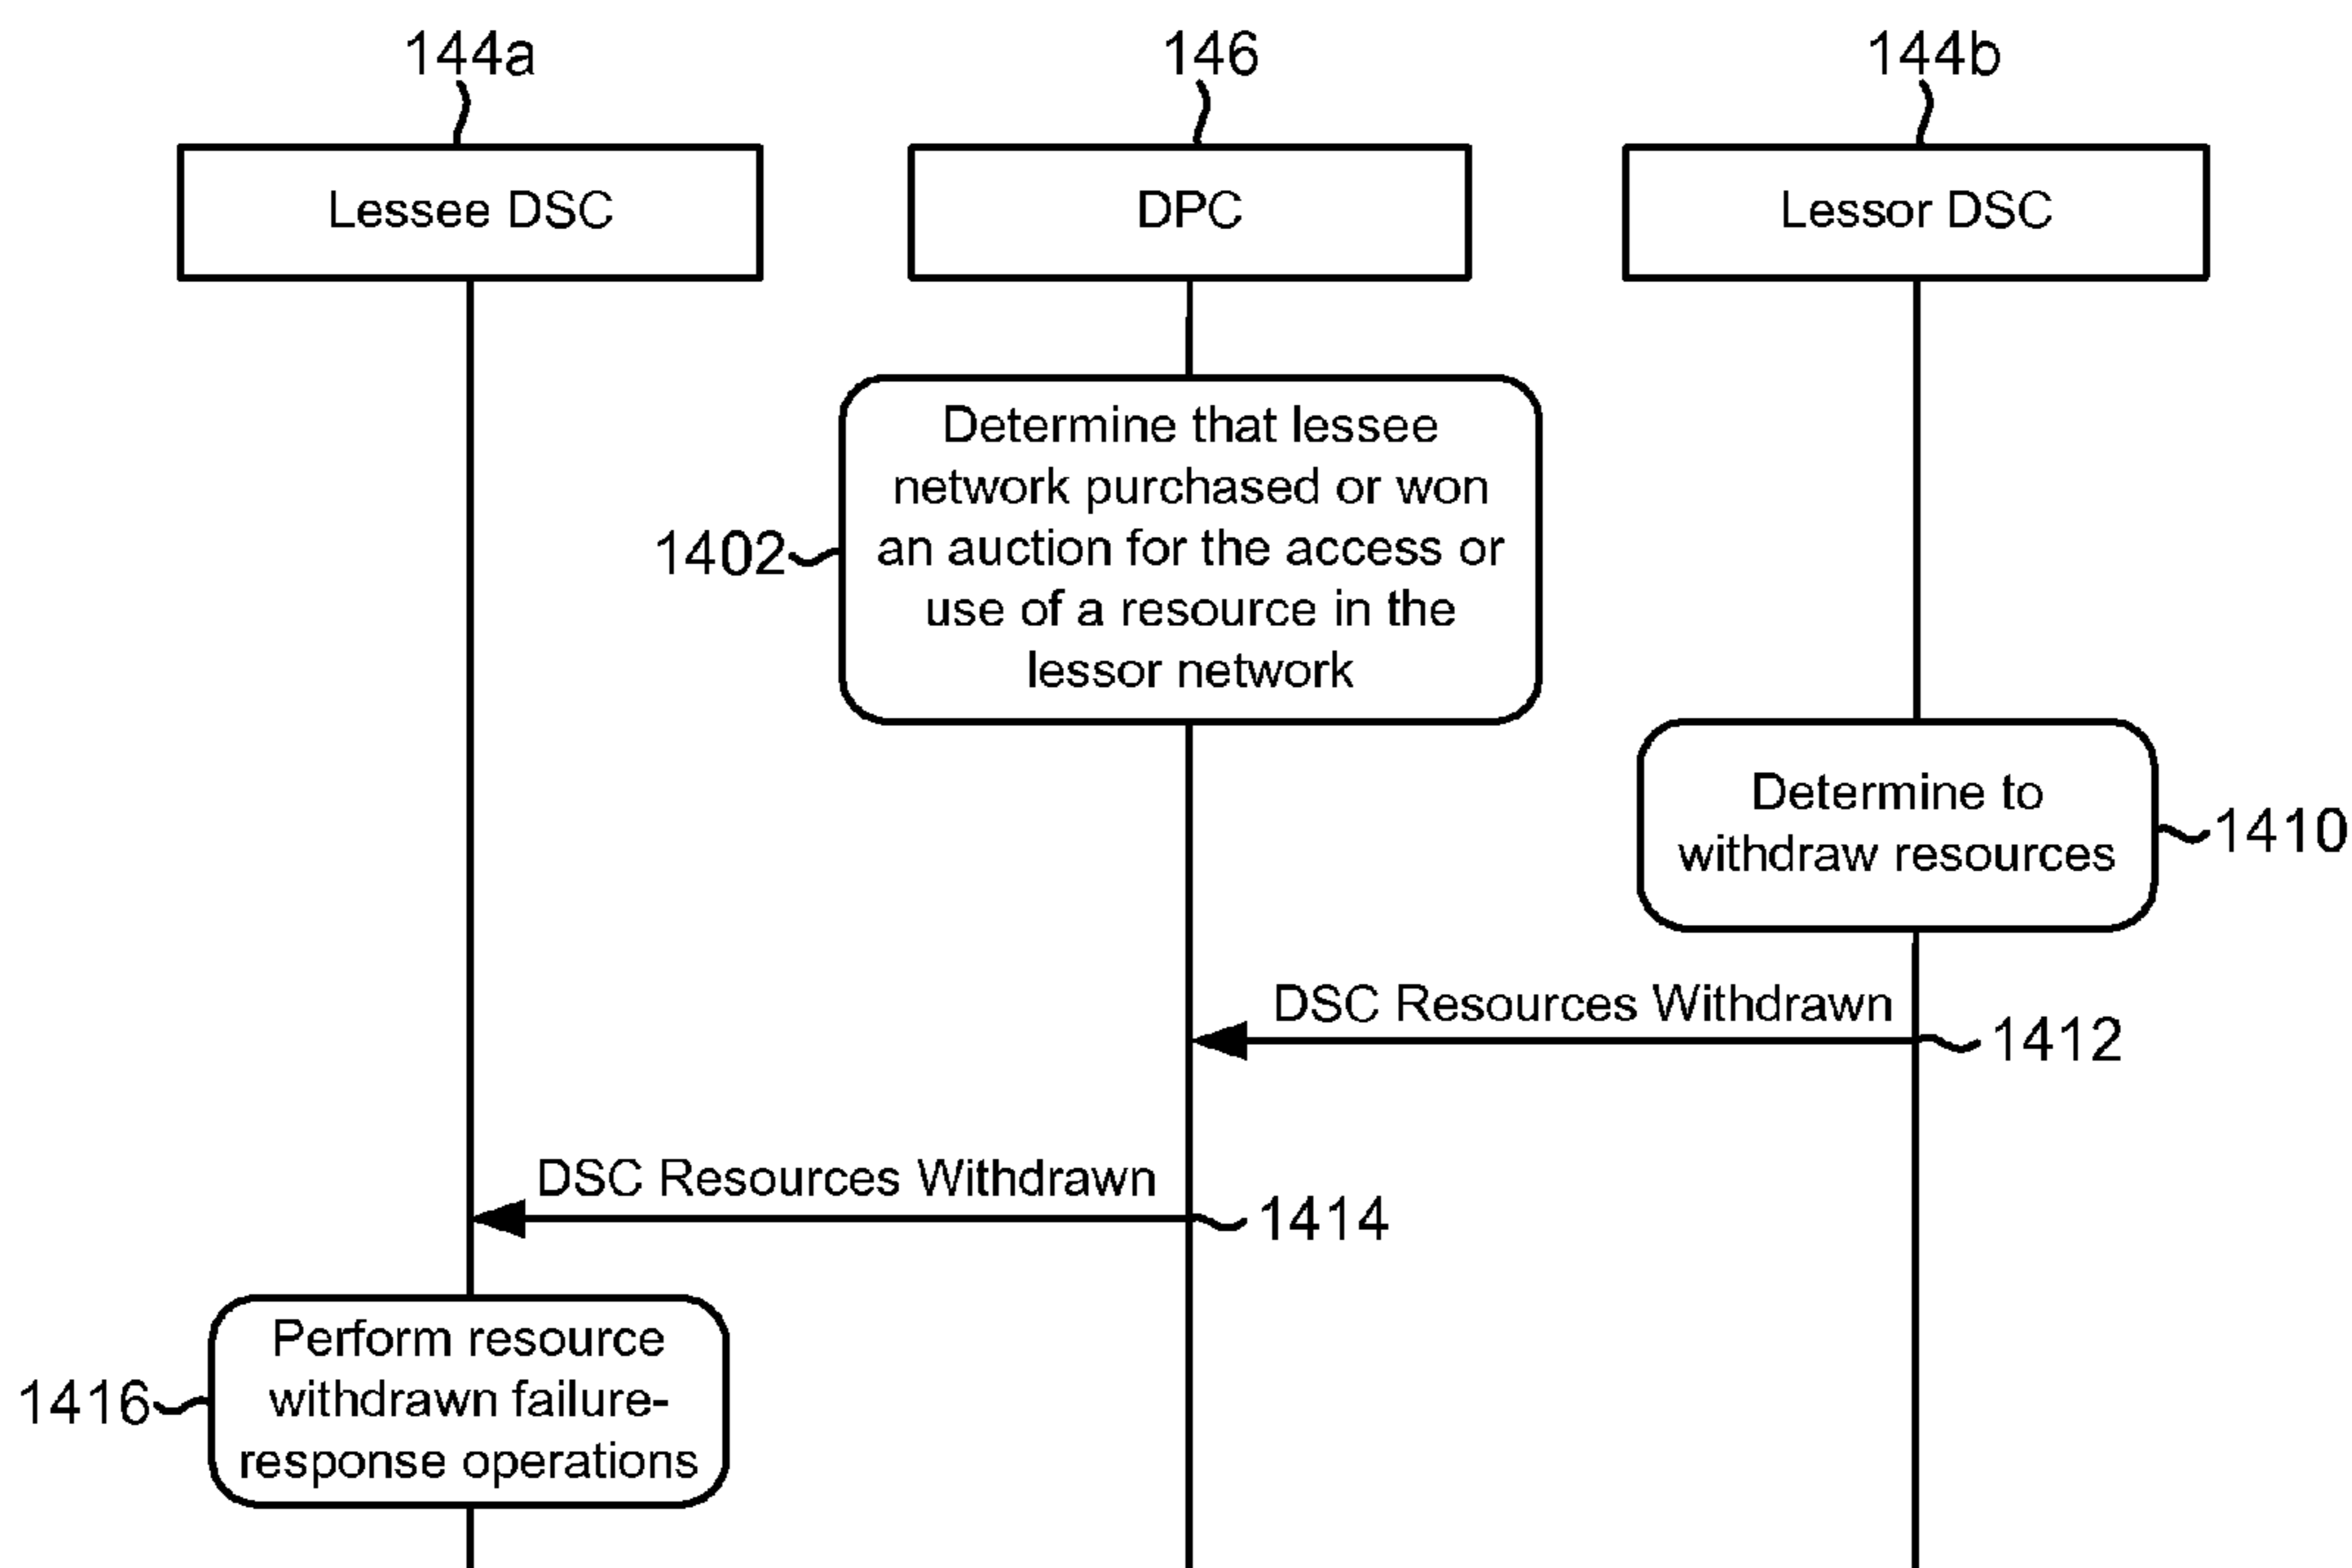 144a
146
144b
Lessee DSC
DPC
Lessor DSC
Determine that lessee
network purchased or won
an auction for the access or
use of a resource in the
lessor network
1402
Determine to
withdraw resources
1410
DSC Resources Withdrawn
1412
DSC Resources Withdrawn
1414
Perform resource
withdrawn failure-
response operations
1416